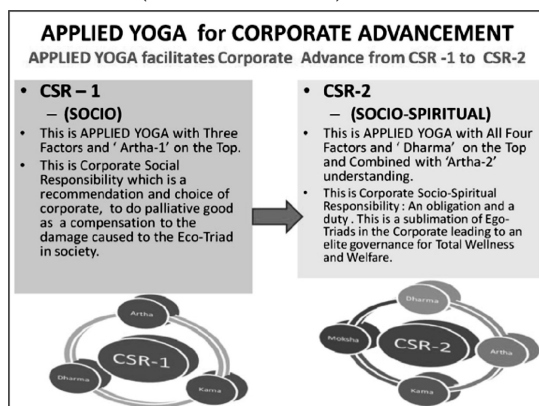 APPLIED YOGA for CORPORATE ADVANCEMENT
APPLIED YOGA facilitates Corporate Advance from CSR -1 to CSR-2
• CSR – 1
– (SOCIO)
• This is APPLIED YOGA with Three
Factors and ‘ Artha-1’ on the Top.
• This is Corporate Social
Responsibility which is a
recommendation and choice of
corporate, to do palliative good
as a compensation to the
damage caused to the Eco-Triad
in society.
Artha
CSR-1
Dharma
Kama
• CSR-2
– (SOCIO-SPIRITUAL)
• This is APPLIED YOGA with All Four
Factors and ‘ Dharma’ on the Top
and Combined with ‘Artha-2’
understanding.
• This is Corporate Socio-Spiritual
Responsibility : An obligation and a
duty . This is a sublimation of Ego-
Triads in the Corporate leading to an
elite governance for Total Wellness
and Welfare.
Dharma
Moksha
CSR-2
Artha
Kama